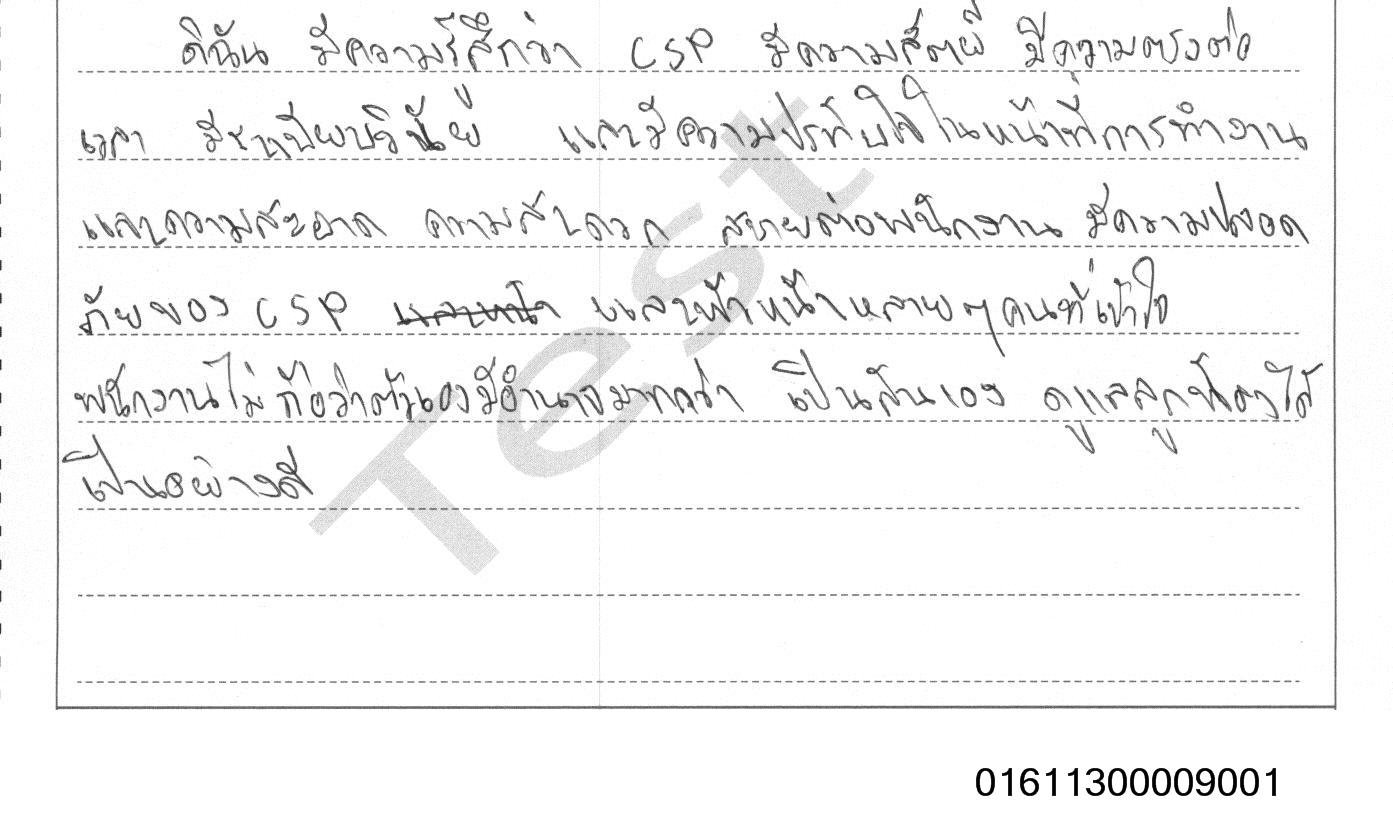 ดิฉัน มีความรู้สึกว่า CSP มีความสัตย์ มีความตรงต่อ
เวลา มีระเบียบวินัย และมีความประทับใจในหน้าที่การทำงาน
และความสะอาด ความสะดวก สบายต่อพนักงาน มีความปลอด
ภัยของ CSP และหัวหน้าหลายๆคนที่เข้าใจ
พนักงานไม่ถือว่าตัวเองมีอำนาจมากกว่า เป็นกันเอง ดูแลลูกน้องได้
เป็นอย่างดี
Test
01611300009001